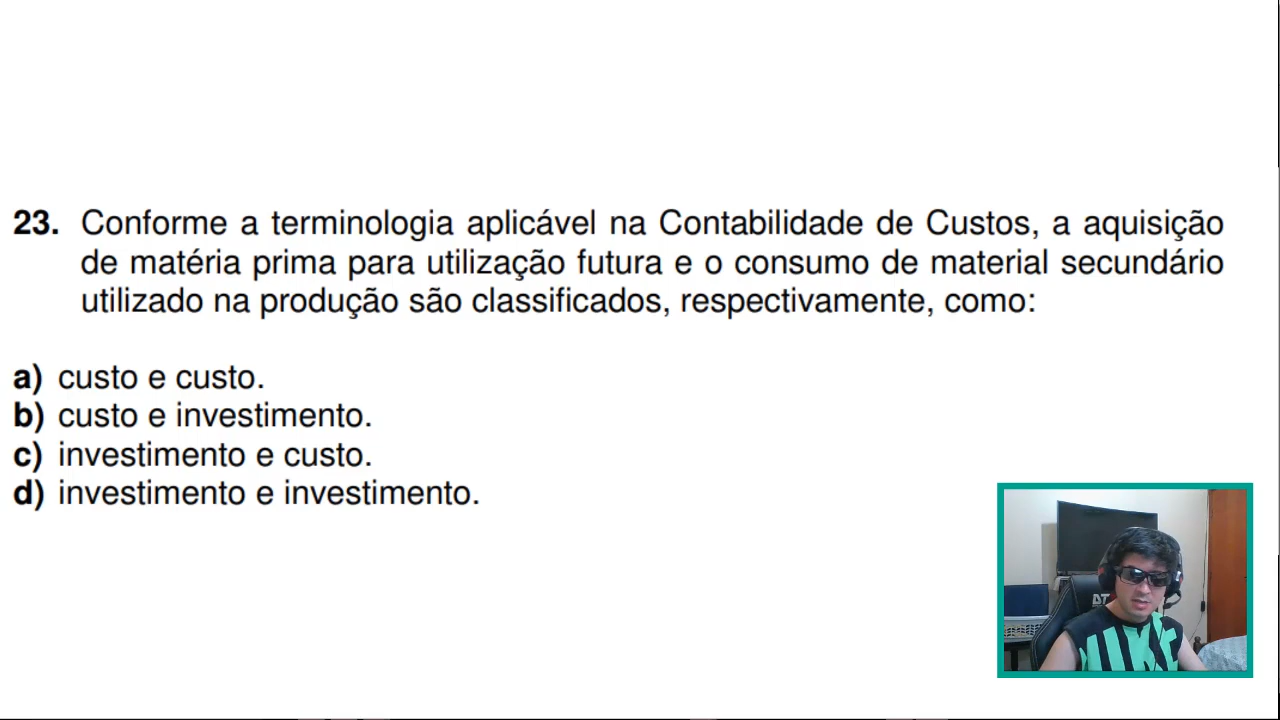 23. Conforme a terminologia aplicável na Contabilidade de Custos, a aquisição
de matéria prima para utilização futura e o consumo de material secundário
utilizado na produção são classificados, respectivamente, como:
a) custo e custo.
b) custo e investimento.
c) investimento e custo.
d) investimento e investimento.
DT